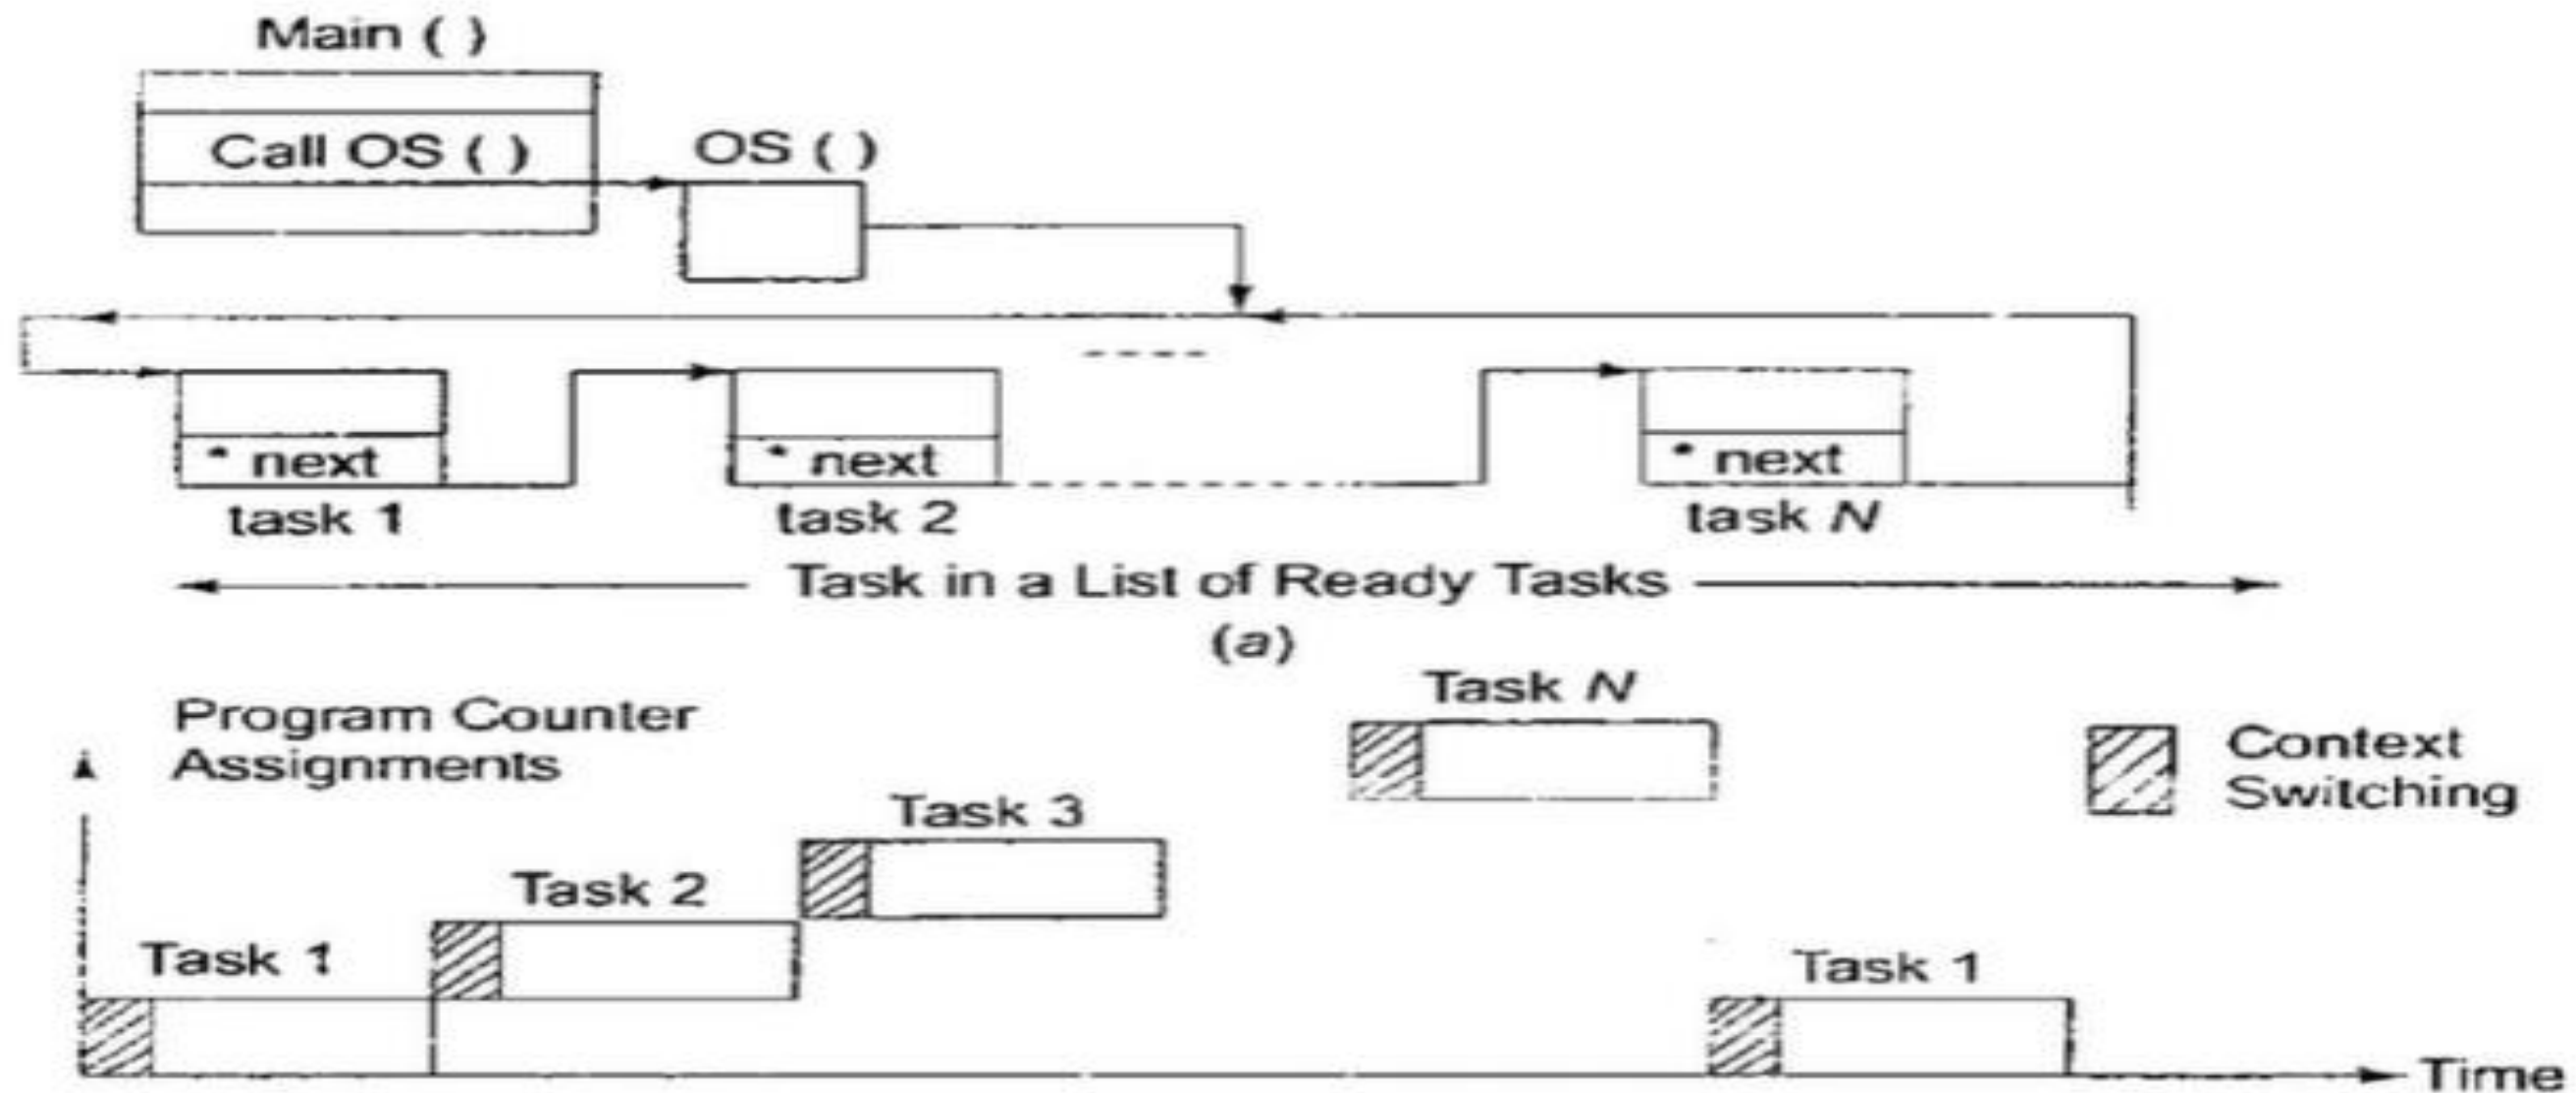 Main ( )
Call OS ( )
OS ( )
* next
* next
* next
task 1
task 2
task N
Task in a List of Ready Tasks
(a)
Program Counter
Assignments
Task N
Context
Switching
Task 3
Task 2
Task 1
Task 1
Time